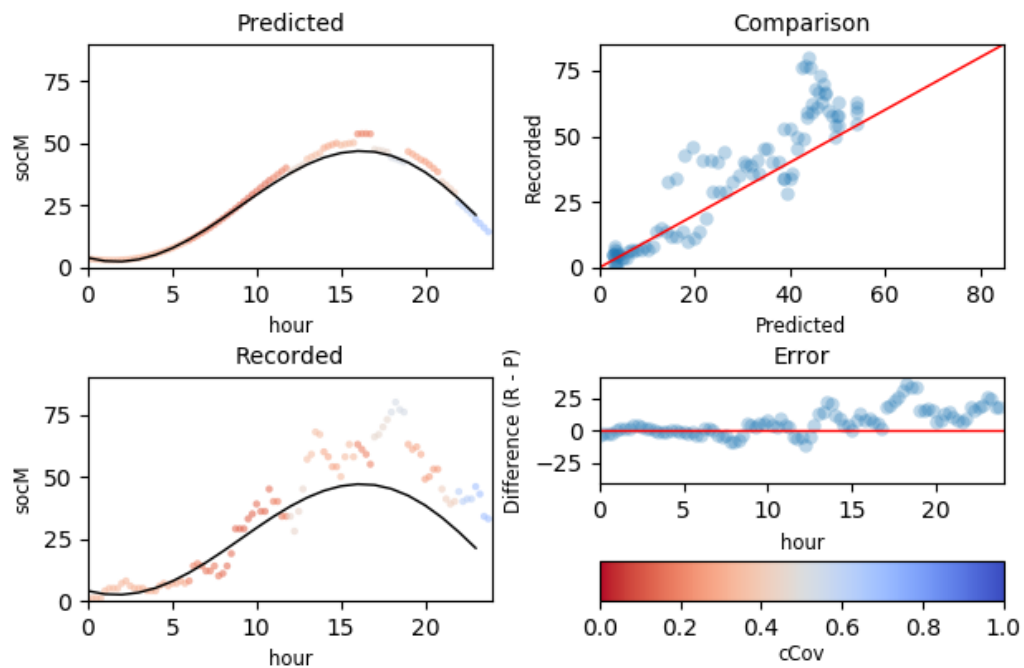 Predicted
socM
75
50
25
0
0 5 10 15 20
hour
Comparison
Recorded
75
50
25
0
0 20 40 60 80
Predicted
Recorded
socM
75
50
25
0
0 5 10 15 20
hour
Error
Difference (R - P)
25
0
−25
0 5 10 15 20
hour
0.0 0.2 0.4 0.6 0.8 1.0
cCov